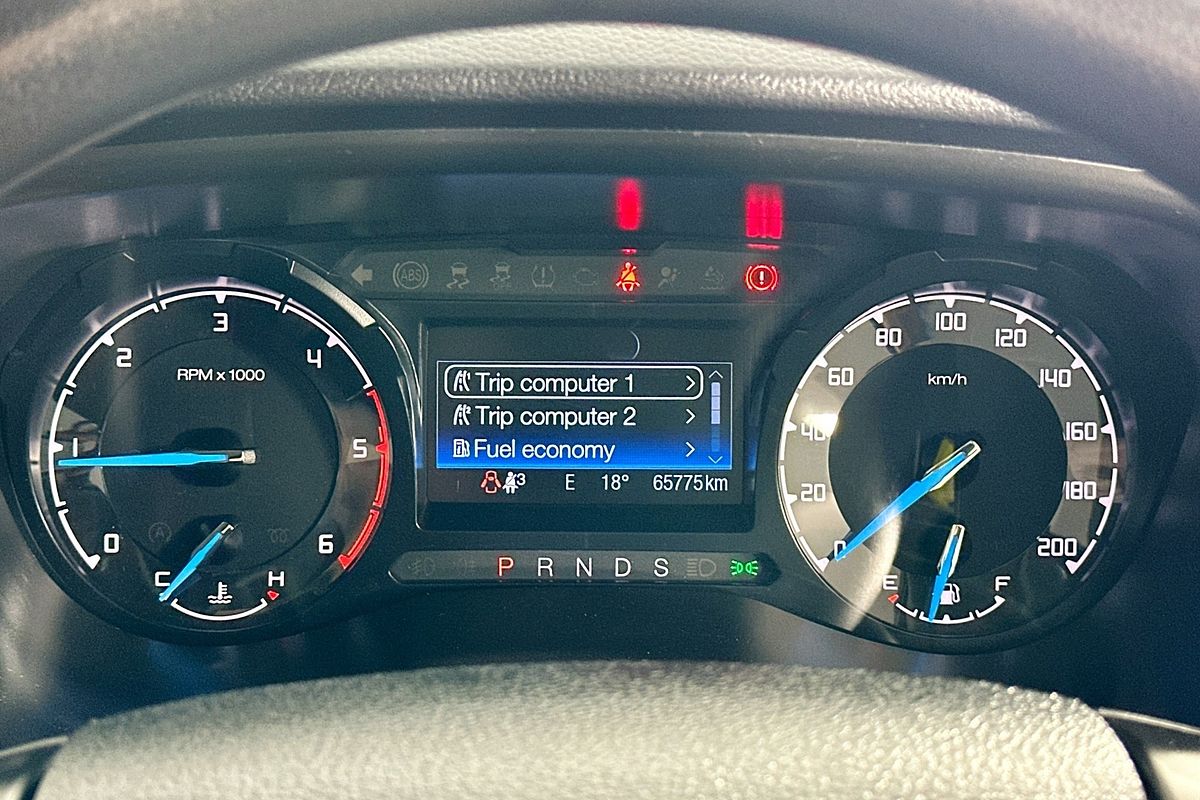 ABS
Trip computer 1
Trip computer 2
Fuel economy
3 E 18° 65775km
RPM x 1000
0 1 2 3 4 5 6
C H
km/h
0 20 40 60 80 100 120 140 160 180 200
E F
P R N D S